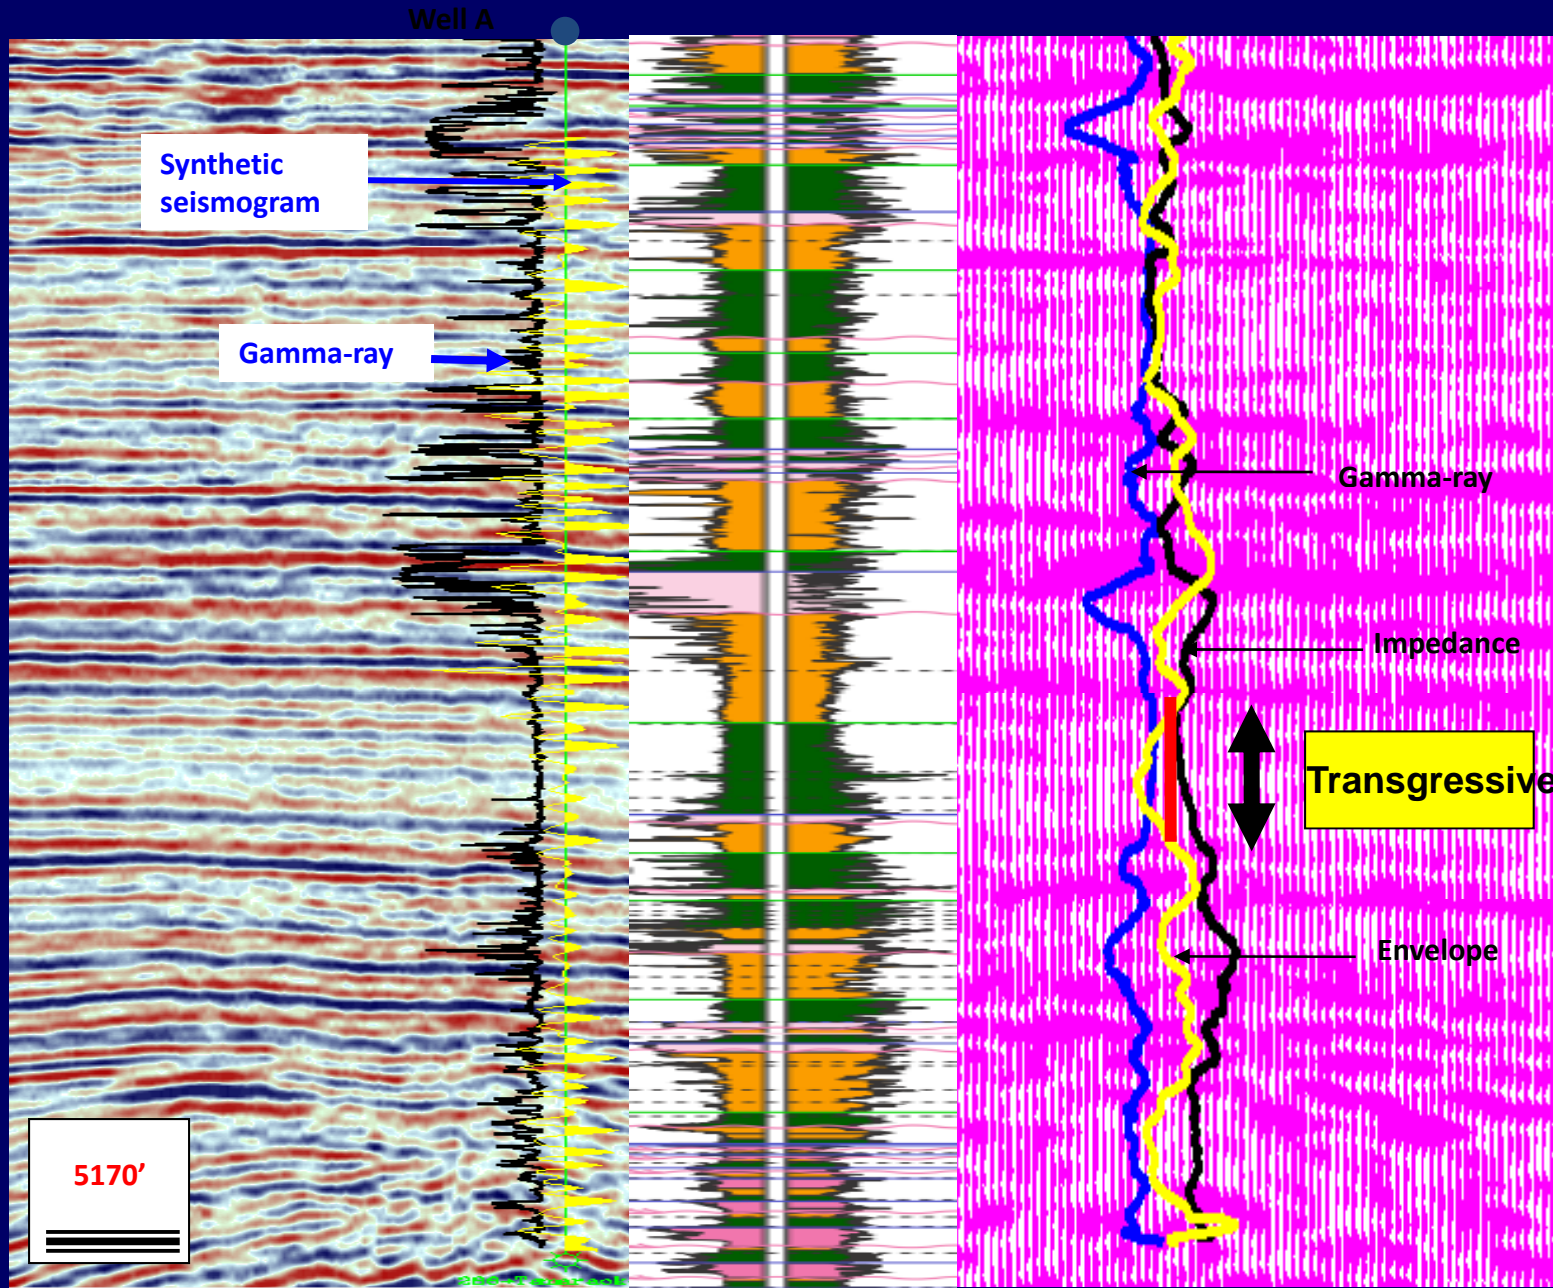 Well A
Synthetic
seismogram
Gamma-ray
Gamma-ray
Impedance
Transgressive
Envelope
5170’